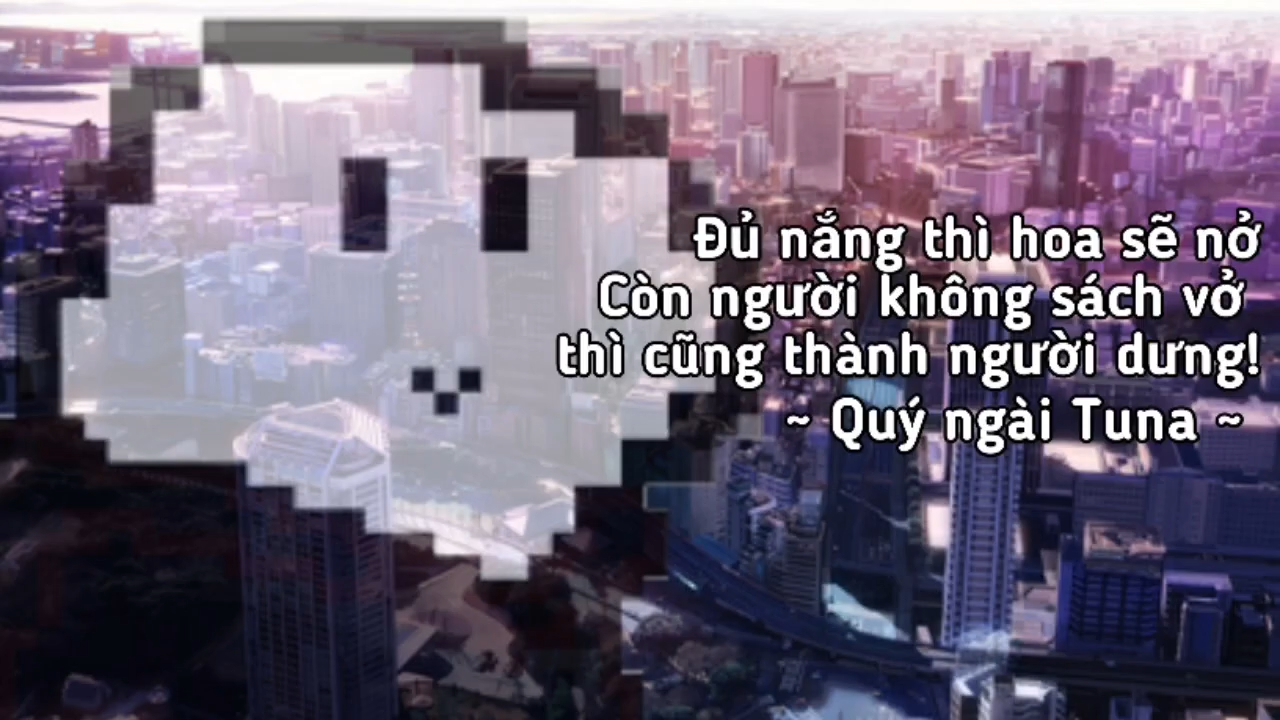 Đủ nắng thì hoa sẽ nở
Còn người không sách vở
thì cũng thành người dưng!
~ Quý ngài Tuna ~